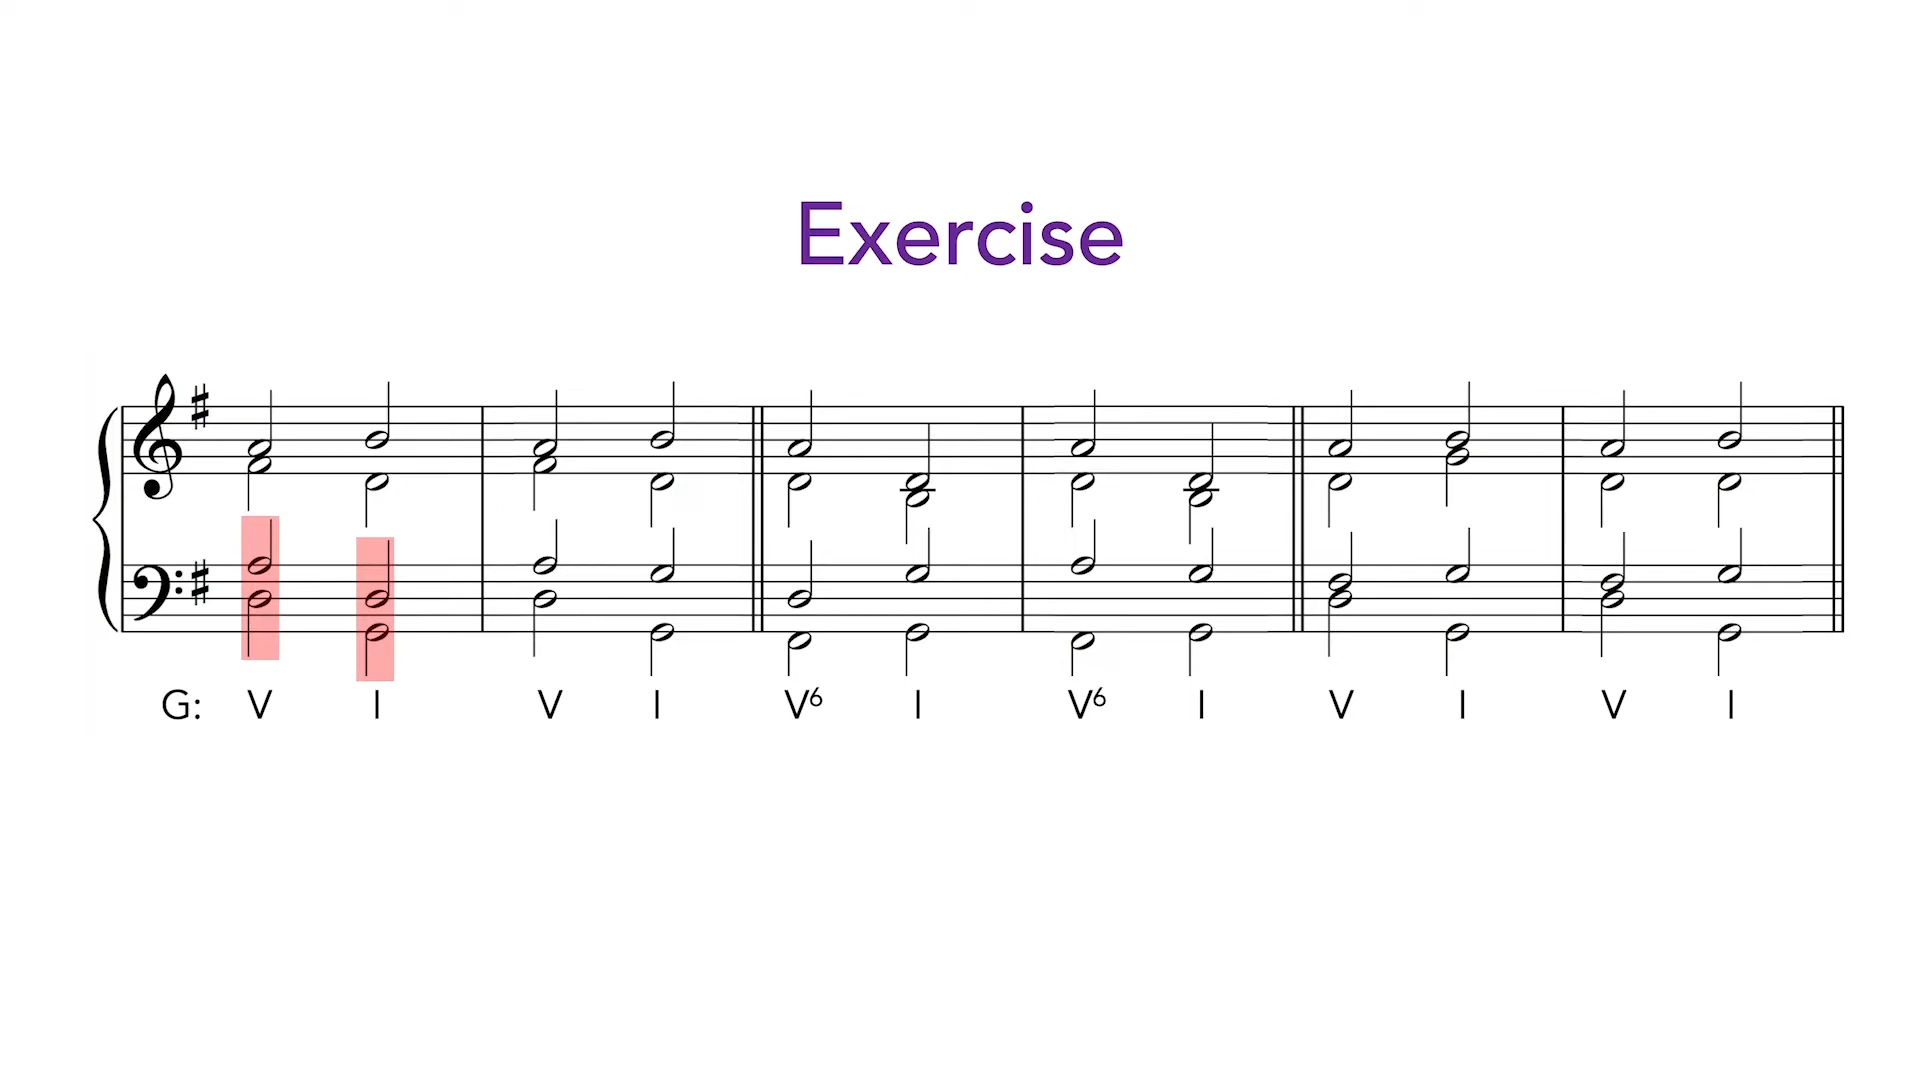 Exercise
G: V I V I V⁶ I V⁶ I V I V I